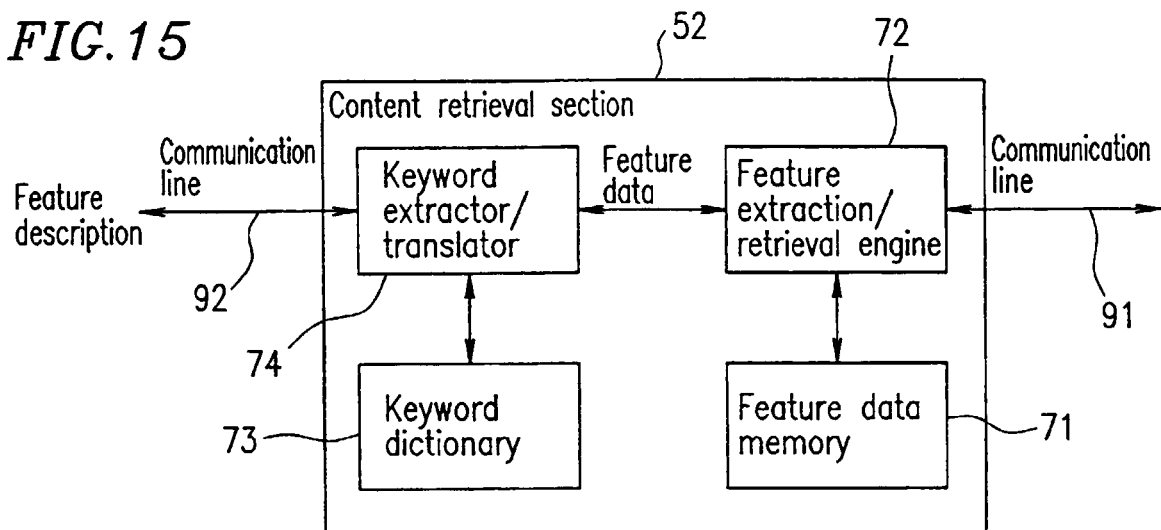 FIG.15
52
72
Content retrieval section
Communication
line
Feature
description
92
Keyword
extractor/
translator
74
Feature
data
Feature
extraction/
retrieval engine
Communication
line
91
Keyword
dictionary
73
Feature data
memory
71